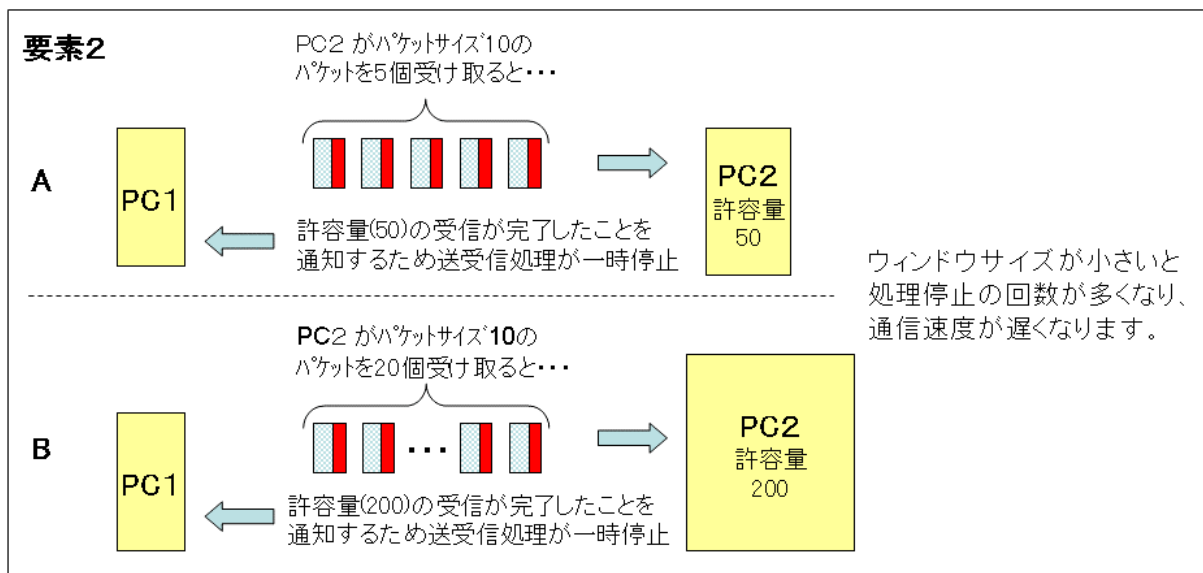 要素2
PC2 がパケットサイズ10の
パケットを5個受け取ると・・・
A
PC1
PC2
許容量
50
許容量(50)の受信が完了したことを
通知するため送受信処理が一時停止
ウィンドウサイズが小さいと
処理停止の回数が多くなり、
通信速度が遅くなります。
PC2 がパケットサイズ10の
パケットを20個受け取ると・・・
B
PC1
・・・
PC2
許容量
200
許容量(200)の受信が完了したことを
通知するため送受信処理が一時停止